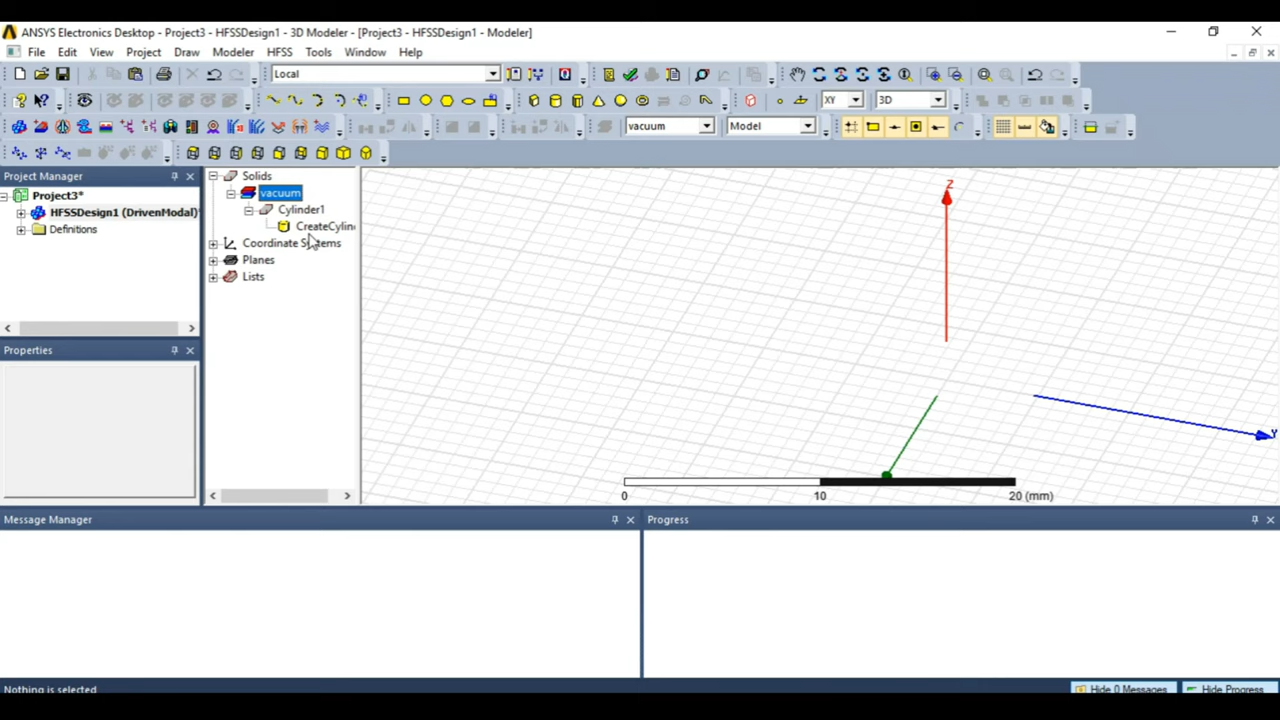 ANSYS Electronics Desktop - Project3 - HFSSDesign1 - 3D Modeler - [Project3 - HFSSDesign1 - Modeler]
File Edit View Project Draw Modeler HFSS Tools Window Help
Local
XY 3D
vacuum Model
Project Manager
Project3*
HFSSDesign1 (DrivenModal)
Definitions
Properties
Solids
vacuum
Cylinder1
CreateCylin
Coordinate Systems
Planes
Lists
Z
Y
0 10 20 (mm)
Message Manager
Progress
Nothing is selected
Hide 0 Messages
Hide Progress